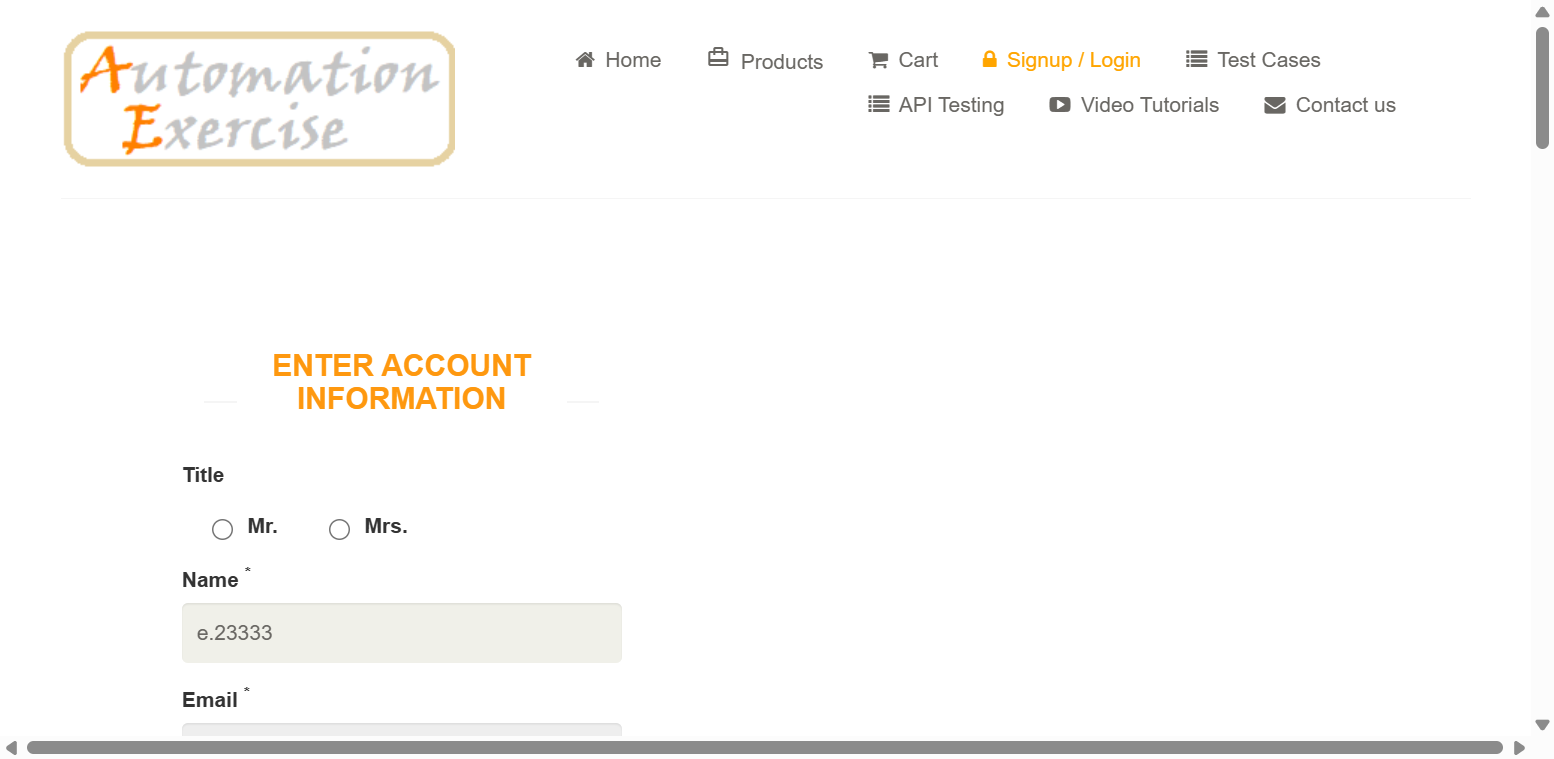 Automation
Exercise
Home
Products
Cart
Signup / Login
Test Cases
API Testing
Video Tutorials
Contact us
ENTER ACCOUNT
INFORMATION
Title
Mr.
Mrs.
Name *
e.23333
Email *